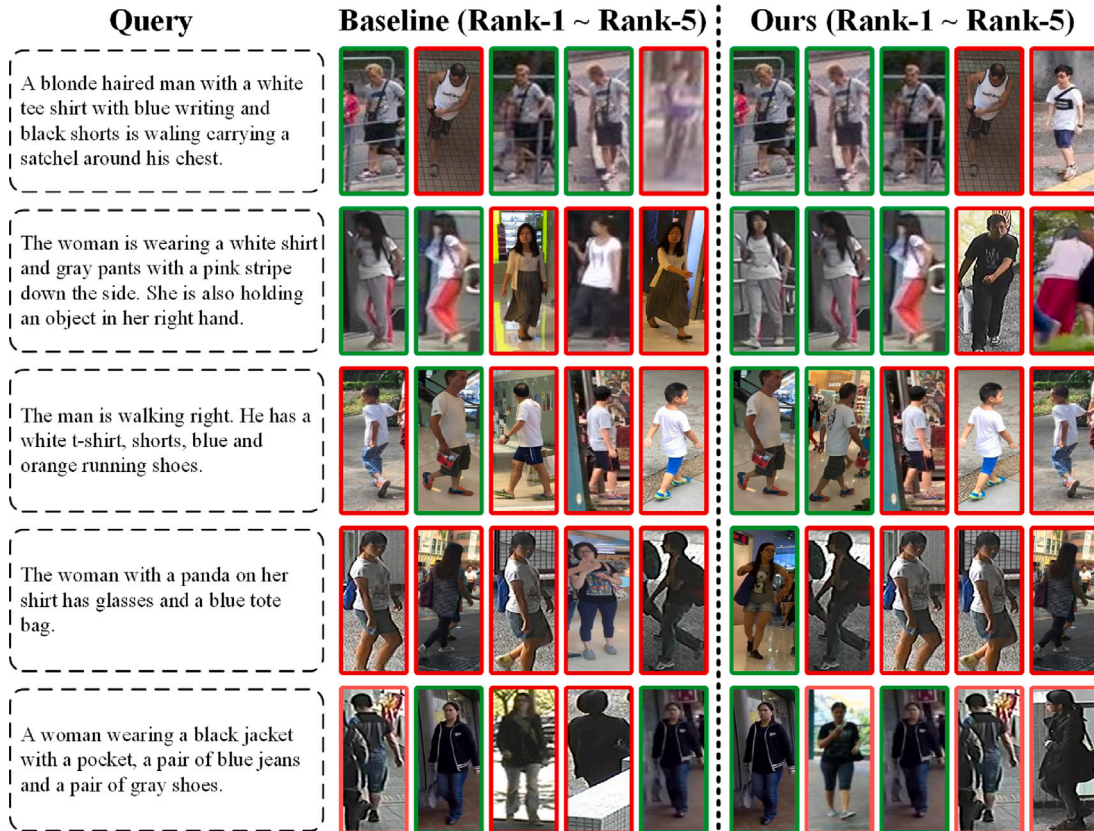 Query
Baseline (Rank-1 ~ Rank-5)
Ours (Rank-1 ~ Rank-5)
A blonde haired man with a white
tee shirt with blue writing and
black shorts is waling carrying a
satchel around his chest.
The woman is wearing a white shirt
and gray pants with a pink stripe
down the side. She is also holding
an object in her right hand.
The man is walking right. He has a
white t-shirt, shorts, blue and
orange running shoes.
The woman with a panda on her
shirt has glasses and a blue tote
bag.
A woman wearing a black jacket
with a pocket, a pair of blue jeans
and a pair of gray shoes.